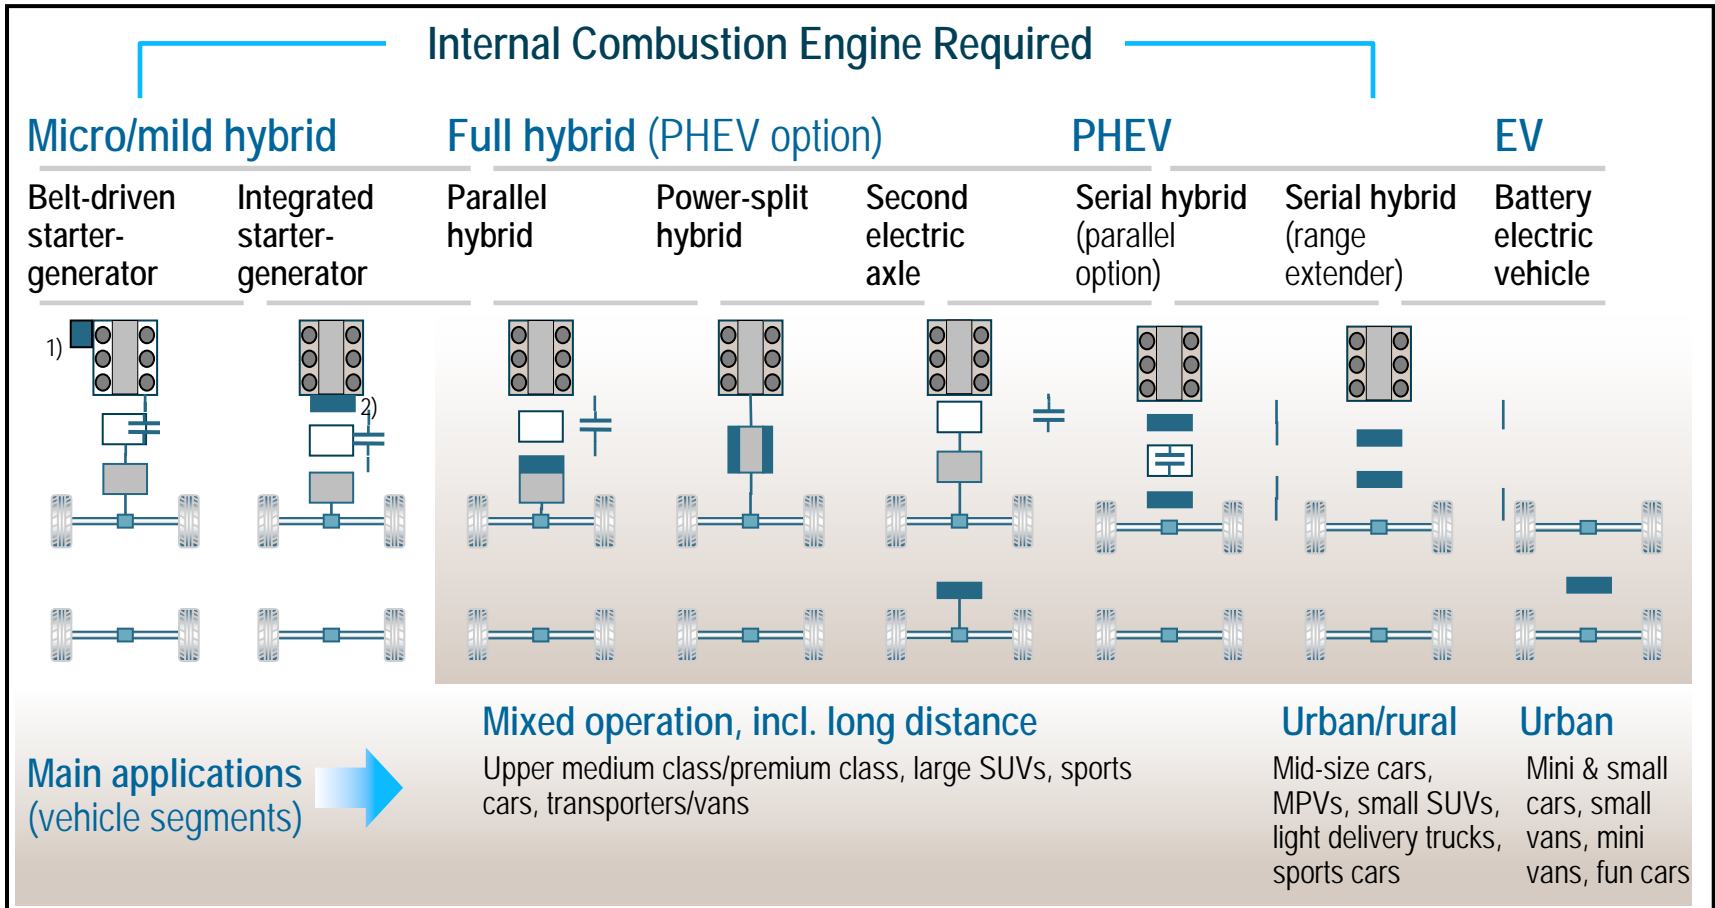 Internal Combustion Engine Required
Micro/mild hybrid
Full hybrid (PHEV option)
PHEV
EV
Belt-driven
starter-
generator
Integrated
starter-
generator
Parallel
hybrid
Power-split
hybrid
Second
electric
axle
Serial hybrid
(parallel
option)
Serial hybrid
(range
extender)
Battery
electric
vehicle
1)
2)
Main applications
(vehicle segments)
Mixed operation, incl. long distance
Upper medium class/premium class, large SUVs, sports
cars, transporters/vans
Urban/rural
Mid-size cars,
MPVs, small SUVs,
light delivery trucks,
sports cars
Urban
Mini & small
cars, small
vans, mini
vans, fun cars